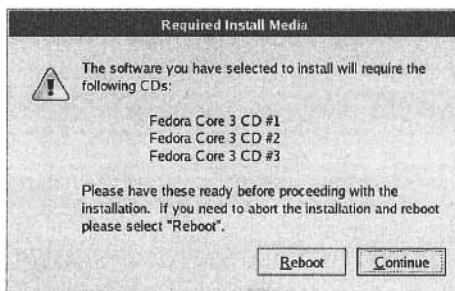 Required Install Media
The software you have selected to install will require the
following CDs:
Fedora Core 3 CD #1
Fedora Core 3 CD #2
Fedora Core 3 CD #3
Please have these ready before proceeding with the
installation. If you need to abort the installation and reboot
please select "Reboot".
Reboot Continue